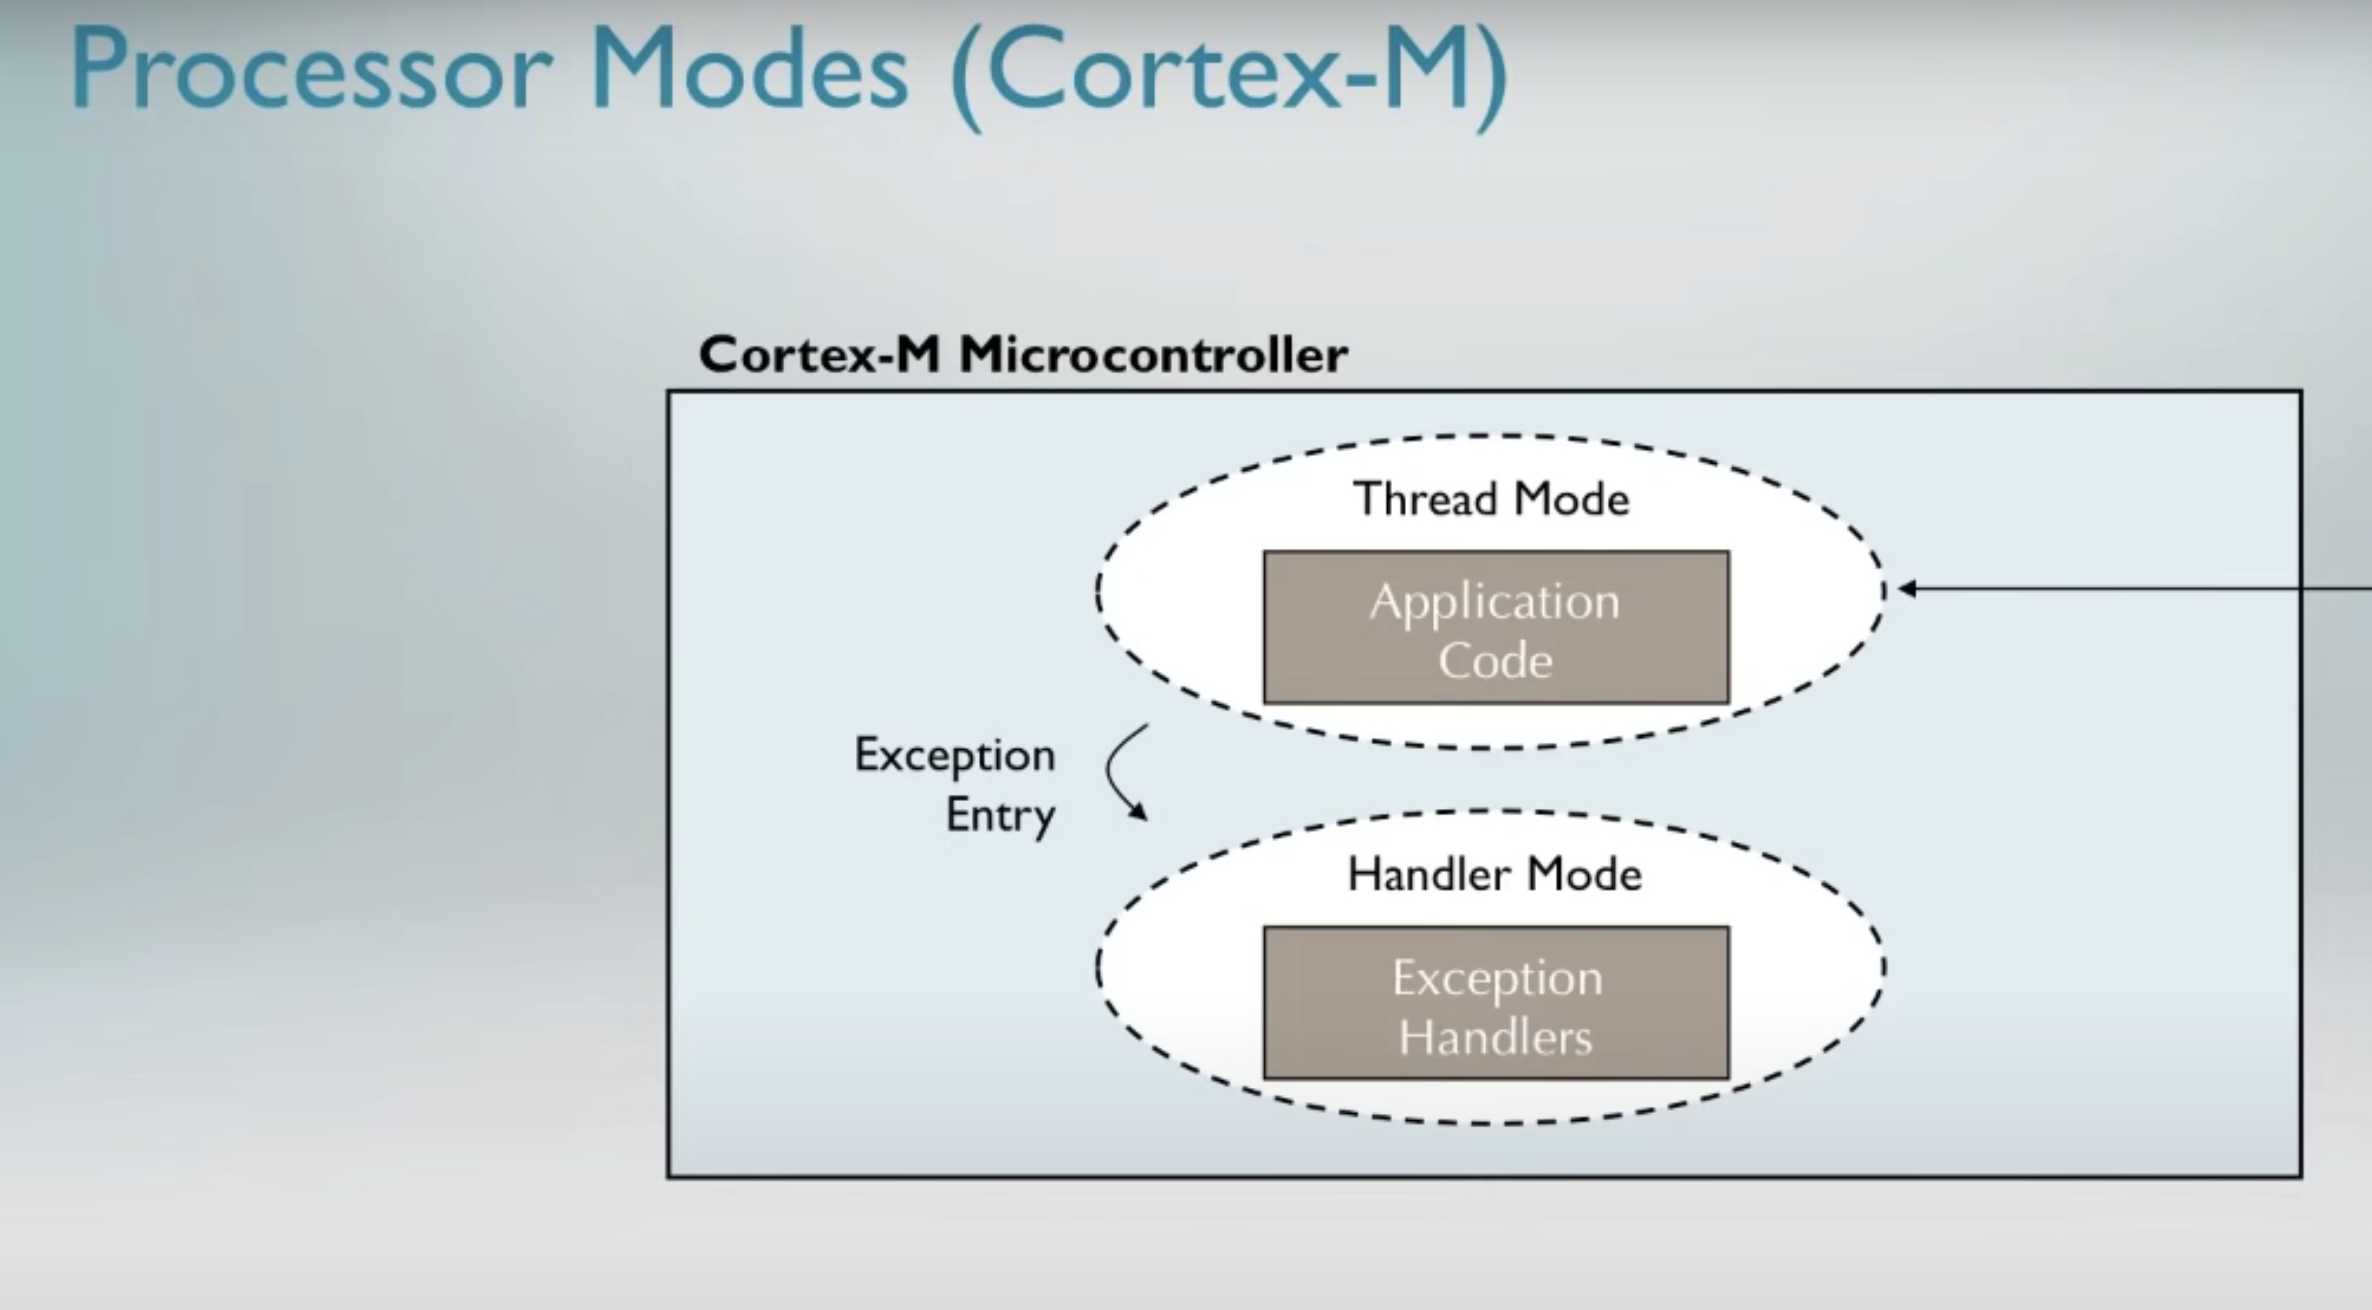 Processor Modes (Cortex-M)
Cortex-M Microcontroller
Thread Mode
Application
Code
Exception
Entry
Handler Mode
Exception
Handlers